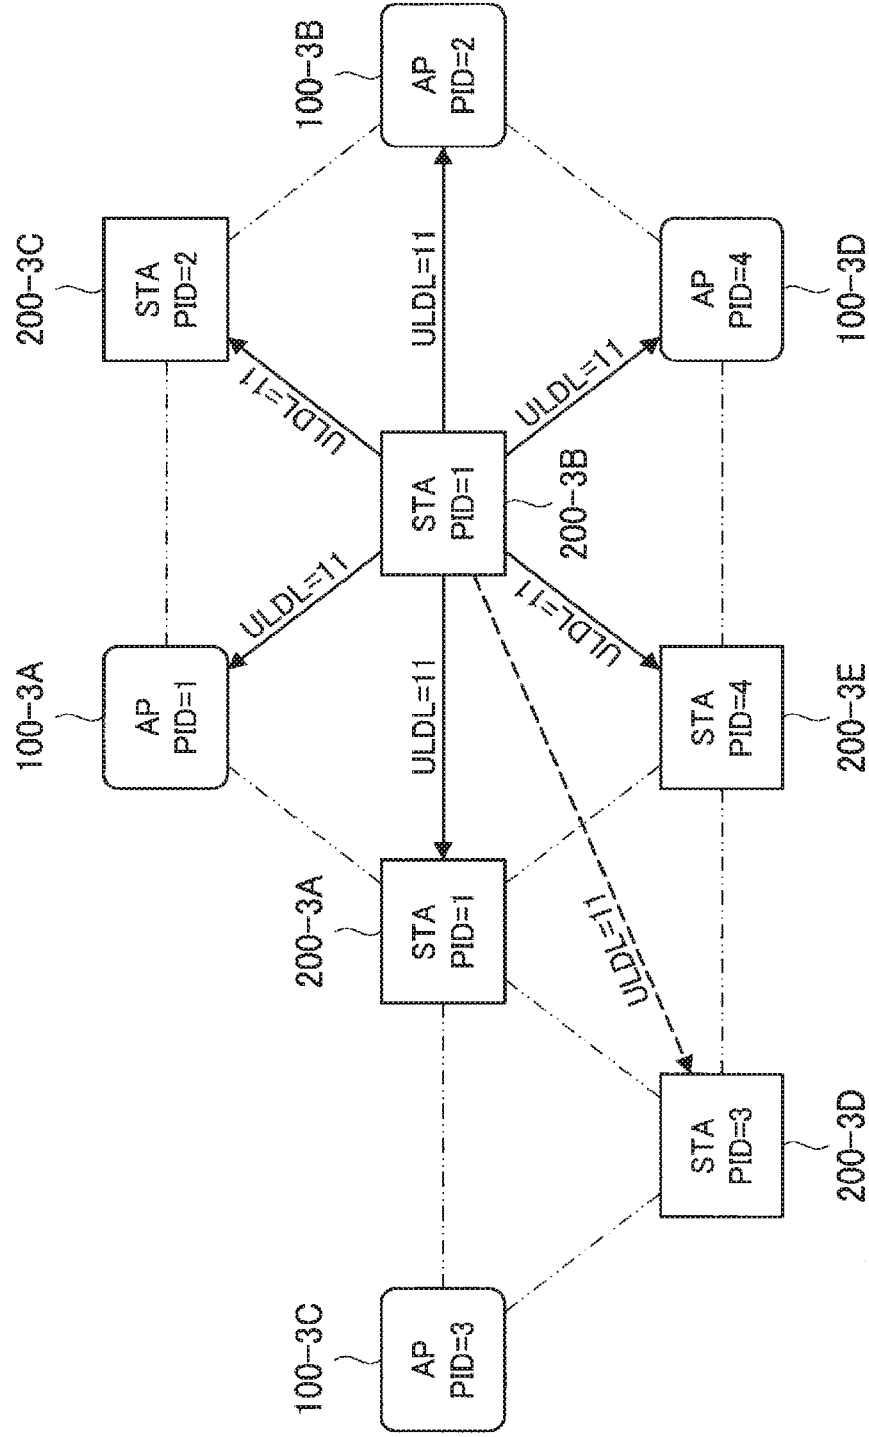 100-3A
AP
PID=1
200-3C
STA
PID=2
ULDL=11
ULDL=11
100-3C
AP
PID=3
200-3A
STA
PID=1
ULDL=11
STA
PID=1
200-3B
ULDL=11
100-3B
AP
PID=2
ULDL=11
ULDL=11
ULDL=11
STA
PID=3
200-3D
STA
PID=4
200-3E
AP
PID=4
100-3D